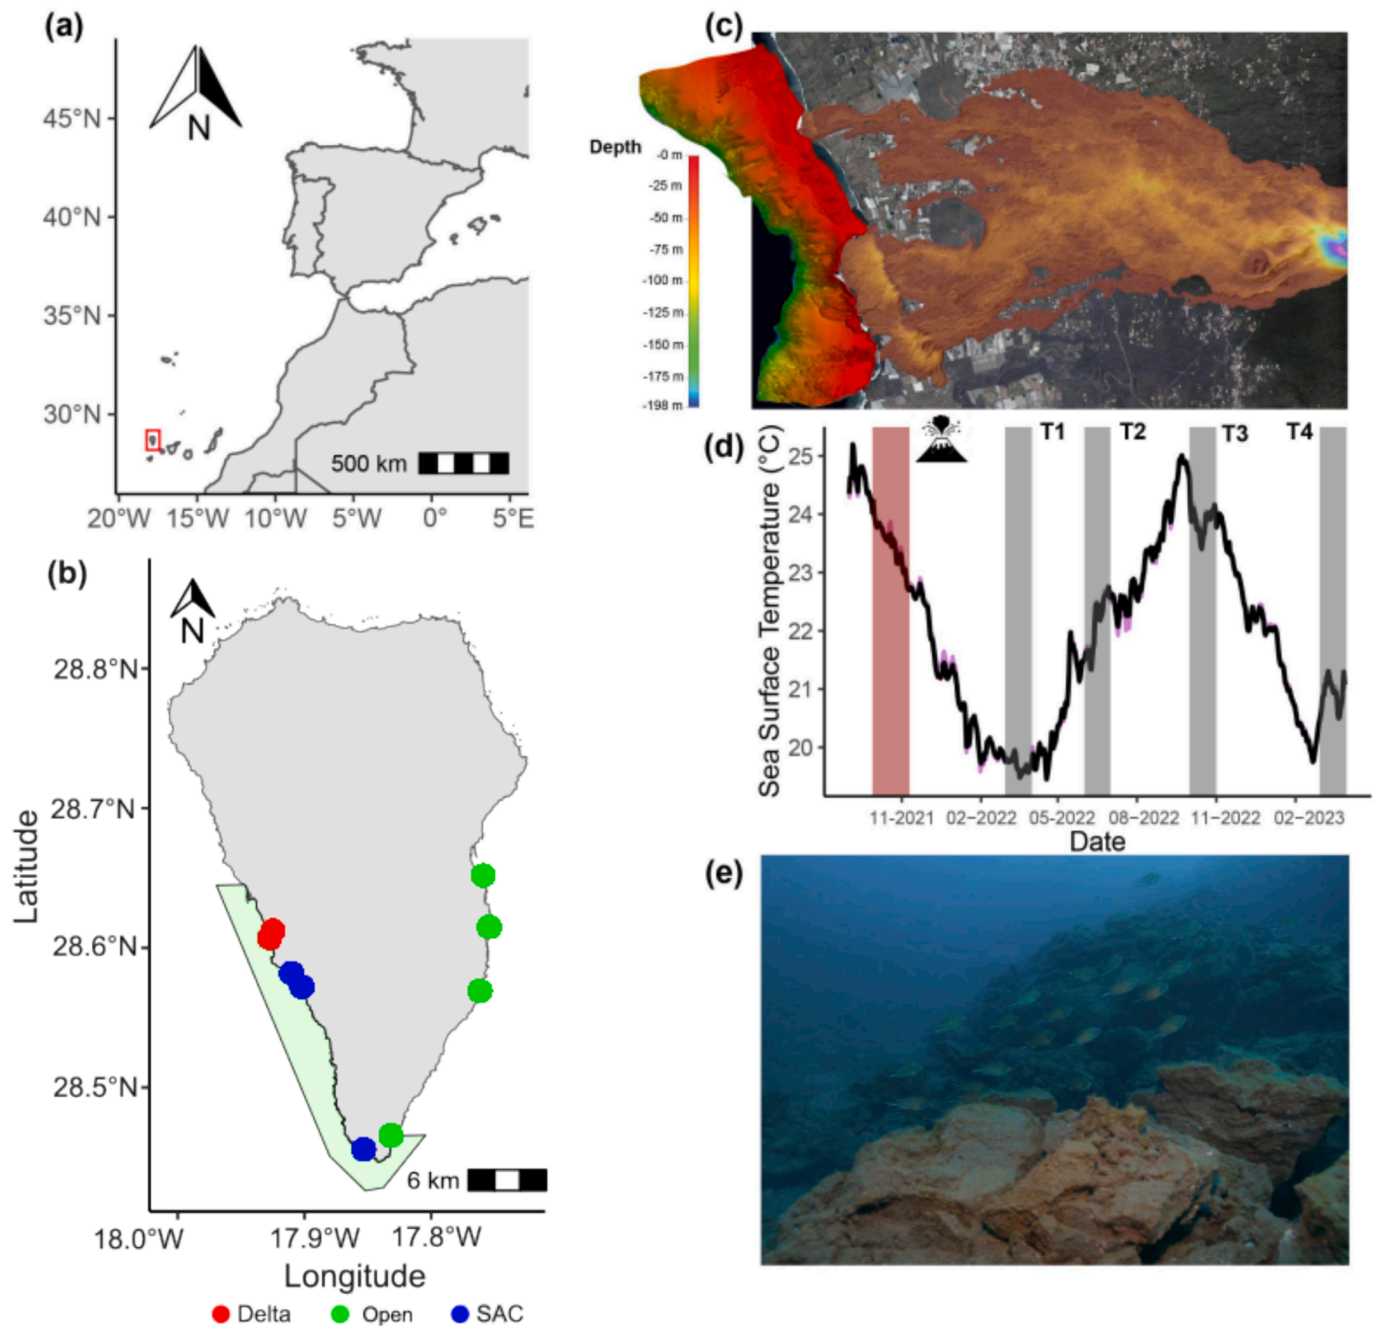 (a)
N
45°N
40°N
35°N
30°N
500 km
20°W 15°W 10°W 5°W 0° 5°E
(b)
N
28.8°N
28.7°N
28.6°N
28.5°N
Latitude
6 km
18.0°W 17.9°W 17.8°W
Longitude
Delta Open SAC
(c)
Depth
-0 m
-25 m
-50 m
-75 m
-100 m
-125 m
-150 m
-175 m
-198 m
(d)
T1 T2 T3 T4
Sea Surface Temperature (°C)
25
24
23
22
21
20
11-2021 02-2022 05-2022 08-2022 11-2022 02-2023
Date
(e)